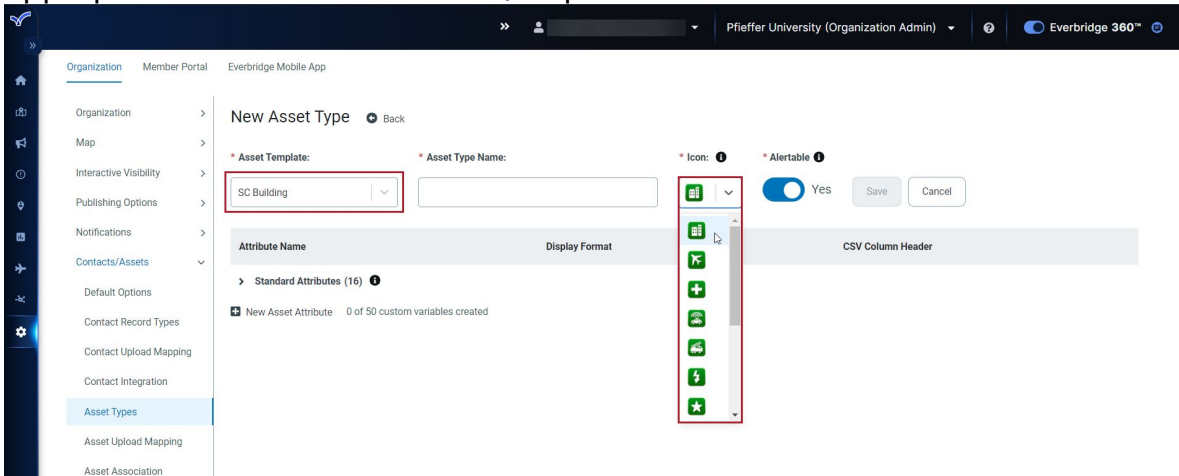 » Pfieffer University (Organization Admin) Everbridge 360™
»
Organization Member Portal Everbridge Mobile App
Organization
Map
Interactive Visibility
Publishing Options
Notifications
Contacts/Assets
Default Options
Contact Record Types
Contact Upload Mapping
Contact Integration
Asset Types
Asset Upload Mapping
Asset Association
New Asset Type Back
* Asset Template: * Asset Type Name: * Icon: * Alertable
SC Building Yes Save Cancel
Attribute Name Display Format CSV Column Header
Standard Attributes (16)
New Asset Attribute 0 of 50 custom variables created